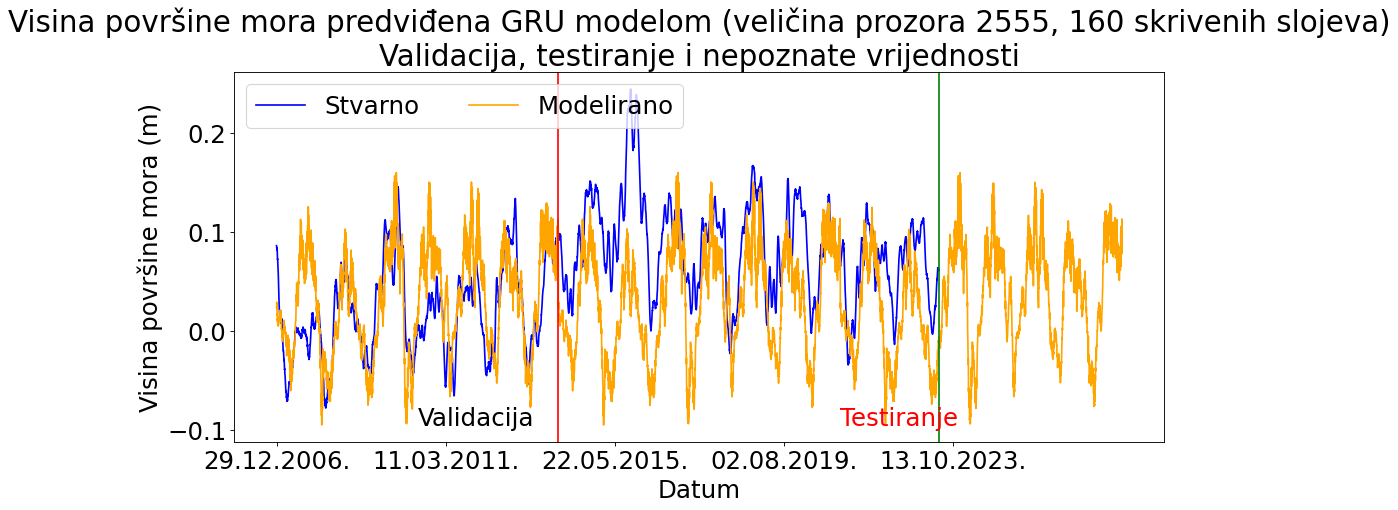 Visina površine mora predviđena GRU modelom (veličina prozora 2555, 160 skrivenih slojeva)
Validacija, testiranje i nepoznate vrijednosti
Stvarno
Modelirano
Visina površine mora (m)
0.2
0.1
0.0
−0.1
Validacija
Testiranje
29.12.2006.
11.03.2011.
22.05.2015.
02.08.2019.
13.10.2023.
Datum